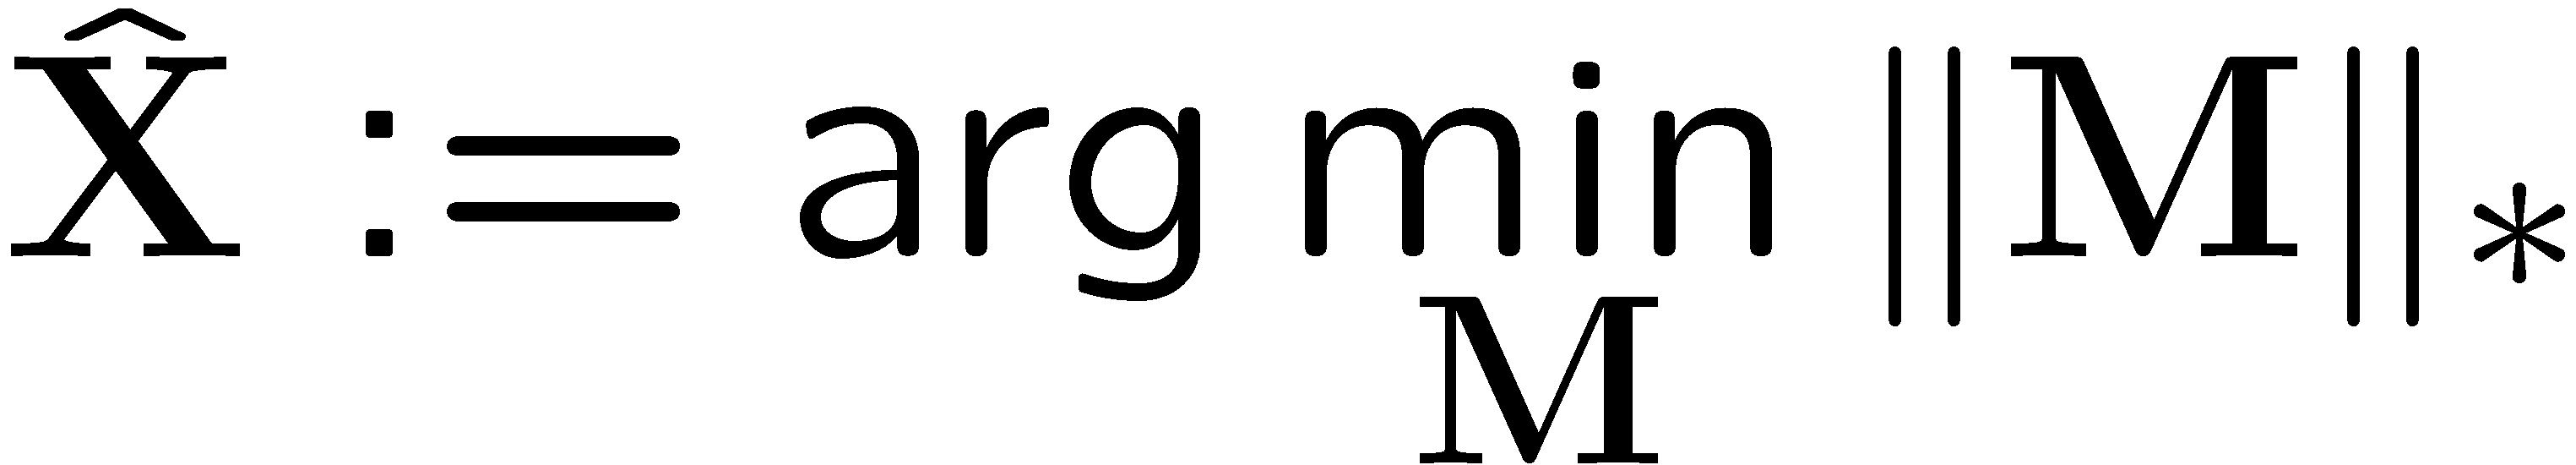 X̂ := arg min ‖M‖∗
M